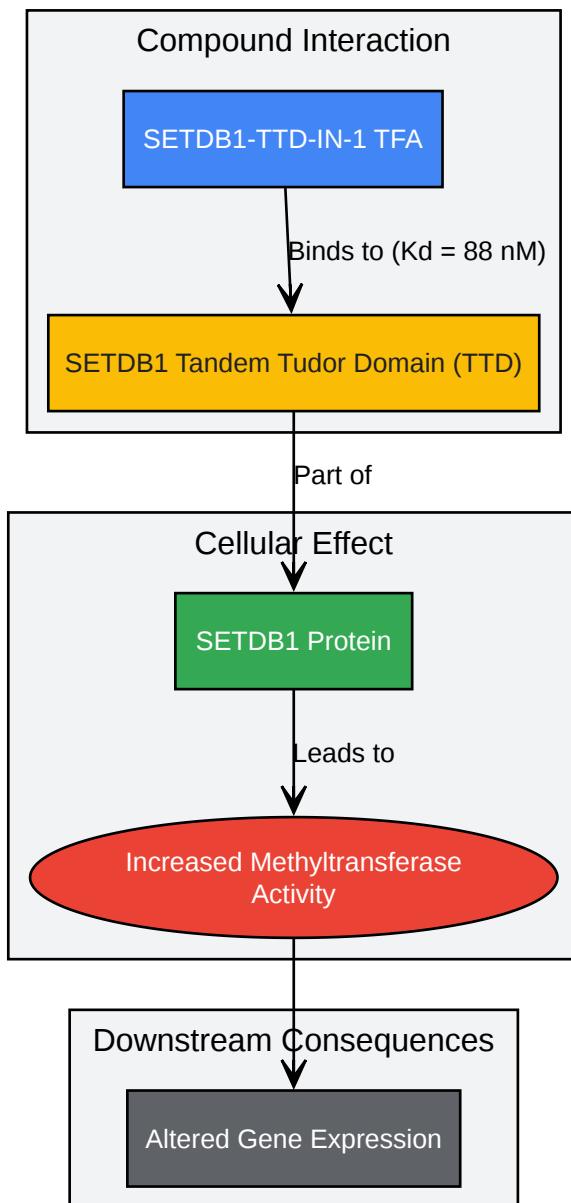 Compound Interaction
SETDB1-TTD-IN-1 TFA
Binds to (Kd = 88 nM)
SETDB1 Tandem Tudor Domain (TTD)
Part of
Cellular Effect
SETDB1 Protein
Leads to
Increased Methyltransferase
Activity
Downstream Consequences
Altered Gene Expression